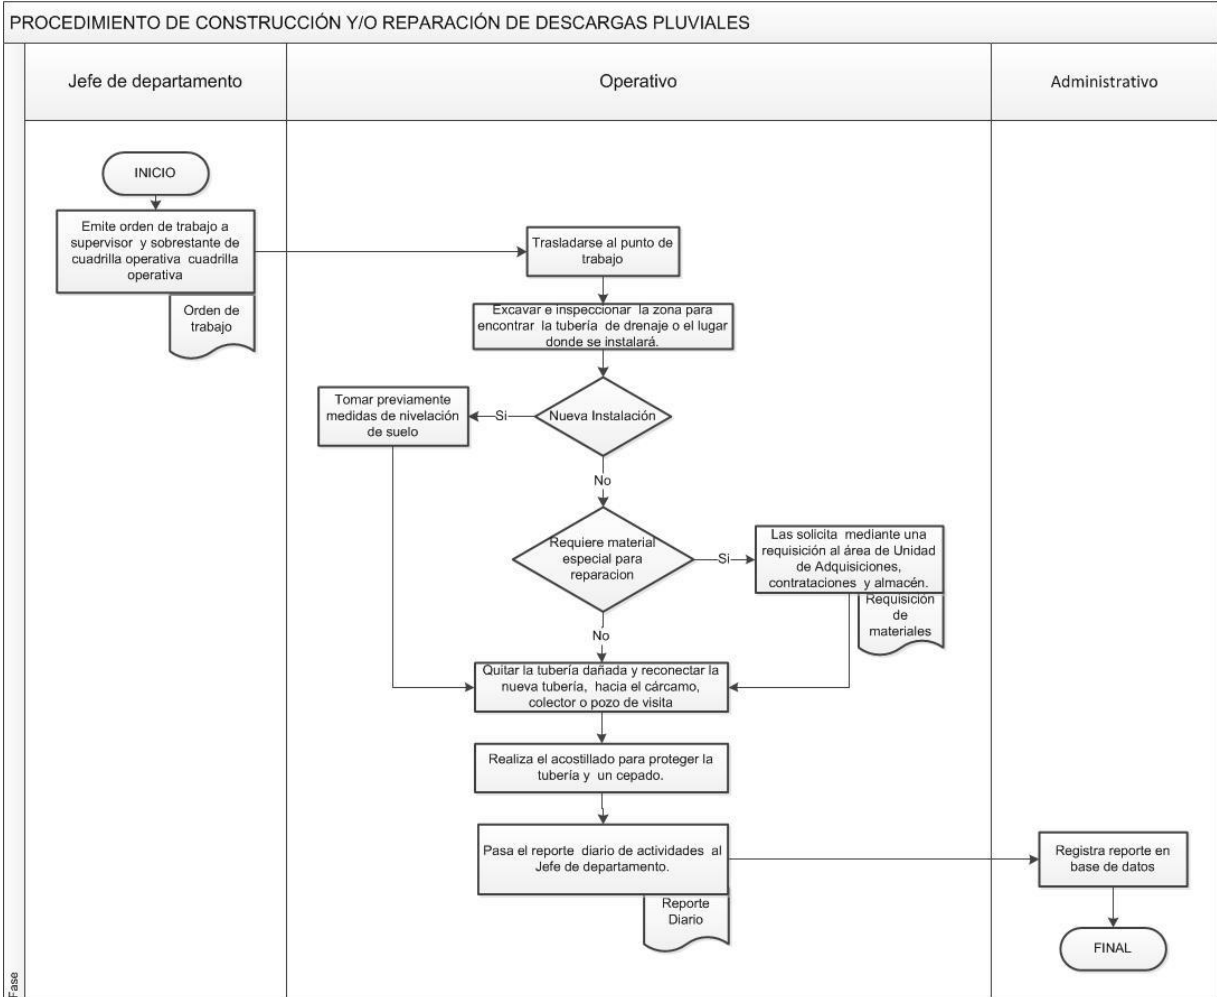 PROCEDIMIENTO DE CONSTRUCCIÓN Y/O REPARACIÓN DE DESCARGAS PLUVIALES
Jefe de departamento
Operativo
Administrativo
INICIO
Emite orden de trabajo a
supervisor y sobrestante de
cuadrilla operativa cuadrilla
operativa
Orden de
trabajo
Trasladarse al punto de
trabajo
Excavar e inspeccionar la zona para
encontrar la tubería de drenaje o el lugar
donde se instalará.
Nueva Instalación
Si
Tomar previamente
medidas de nivelación
de suelo
No
Requiere material
especial para
reparacion
Si
Las solicita mediante una
requisición al área de Unidad
de Adquisiciones,
contrataciones y almacén.
Requisición
de
materiales
No
Quitar la tubería dañada y reconectar la
nueva tubería, hacia el cárcamo,
colector o pozo de visita
Realiza el acostillado para proteger la
tubería y un cepado.
Pasa el reporte diario de actividades al
Jefe de departamento.
Reporte
Diario
Registra reporte en
base de datos
FINAL
Fase